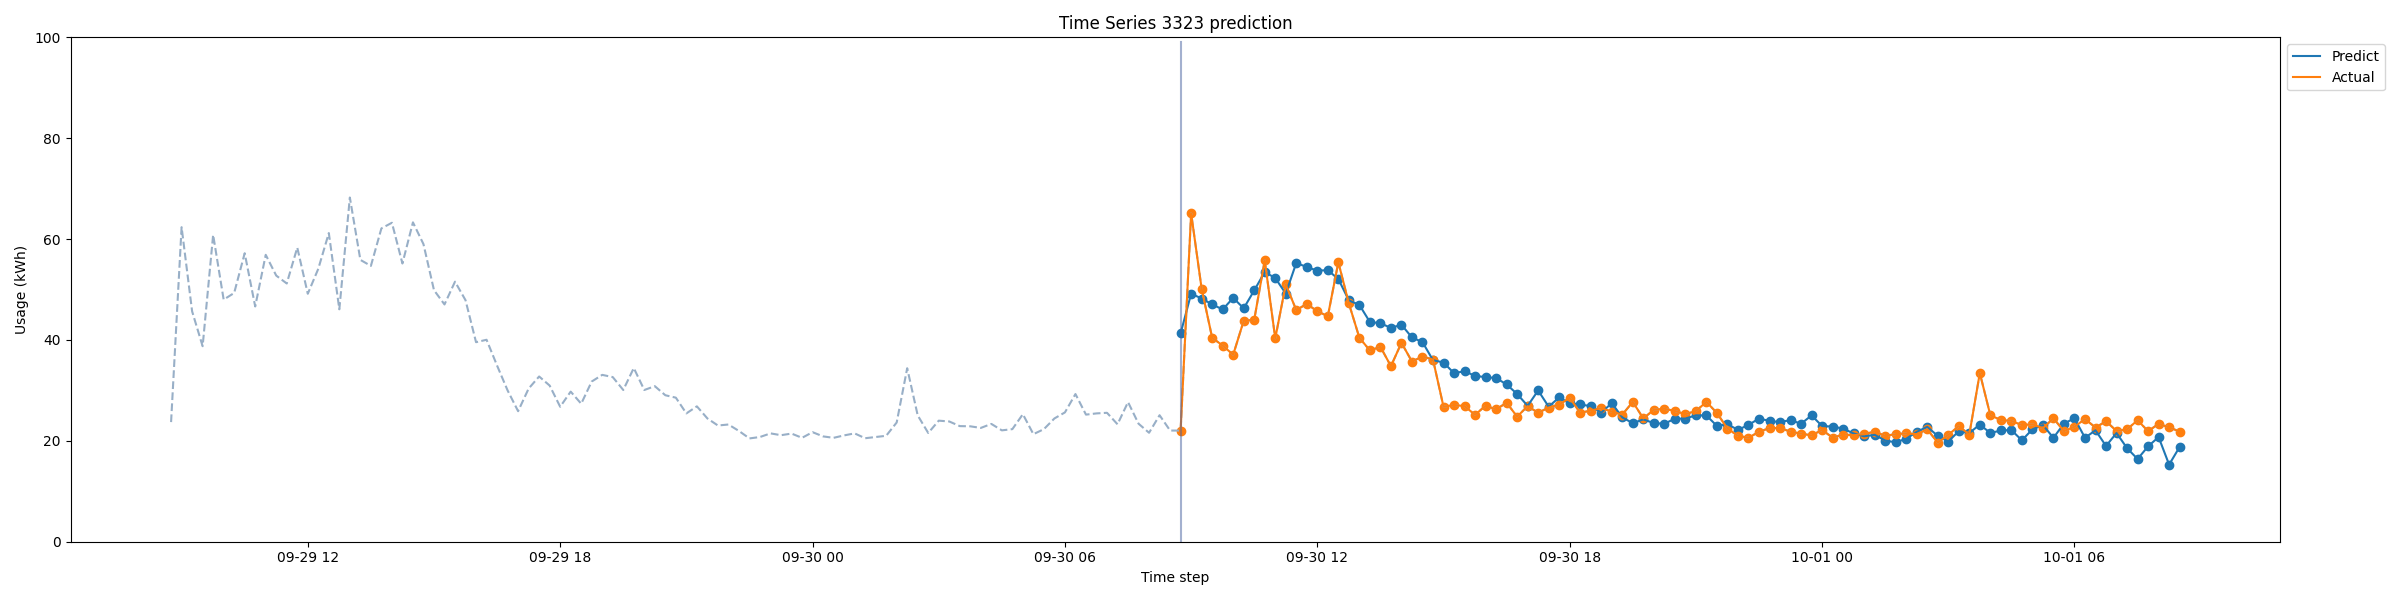 Time Series 3323 prediction
Predict
Actual
Usage (kWh)
100
80
60
40
20
0
09-29 12
09-29 18
09-30 00
09-30 06
09-30 12
09-30 18
10-01 00
10-01 06
Time step